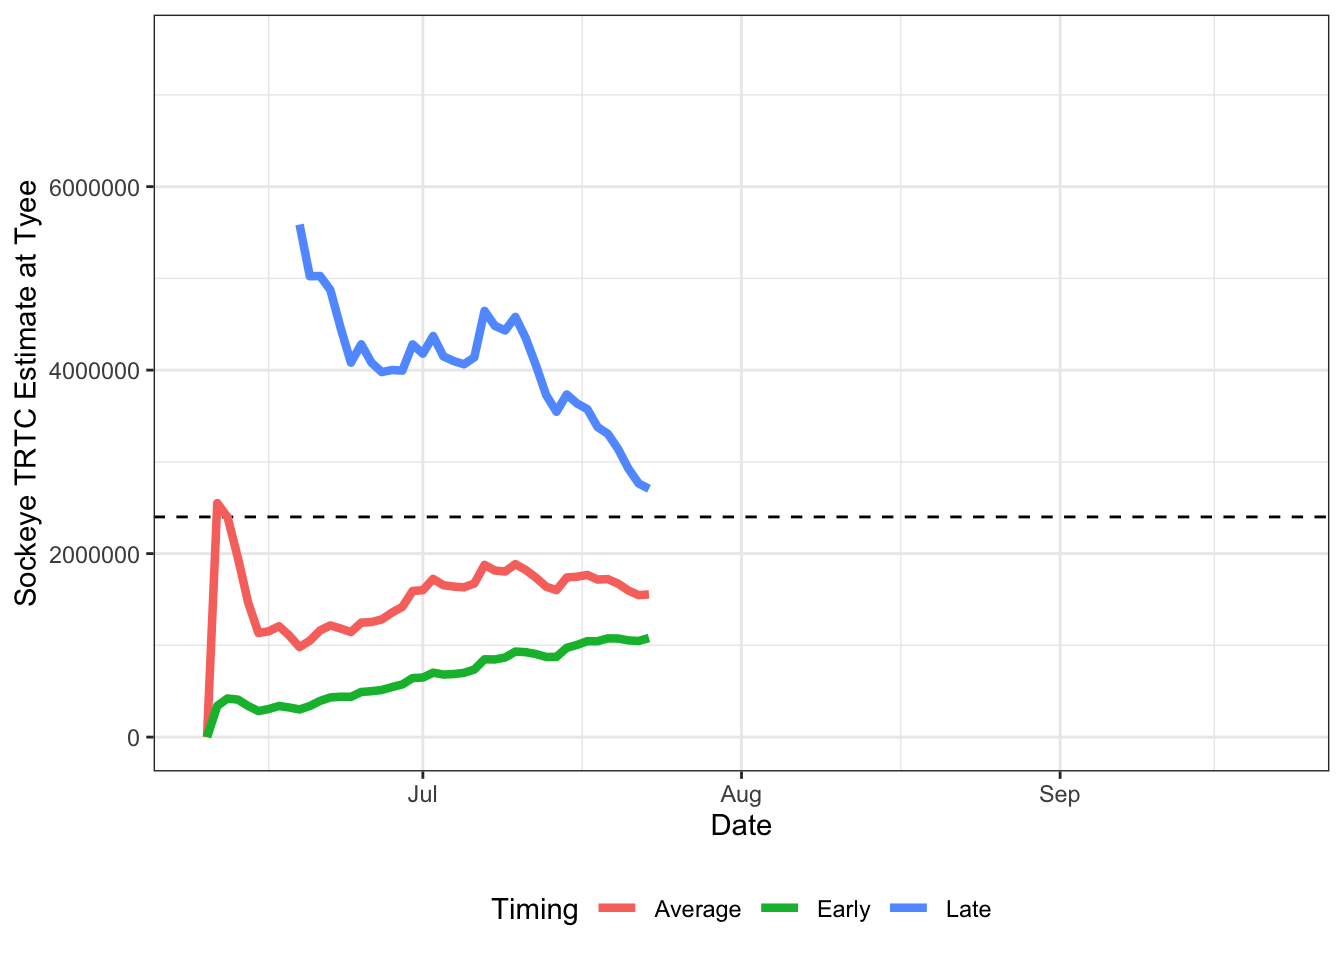 Sockeye TRTC Estimate at Tyee
6000000
4000000
2000000
0
Jul Aug Sep
Date
Timing Average Early Late